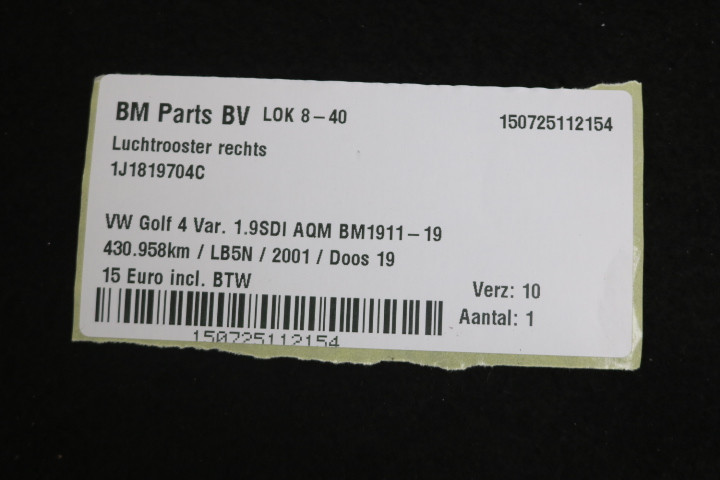 BM Parts BV LOK 8-40 150725112154
Luchtrooster rechts
1J1819704C
VW Golf 4 Var. 1.9SDI AQM BM1911-19
430.958km / LB5N / 2001 / Doos 19
15 Euro incl. BTW
Verz: 10
Aantal: 1
150725112154